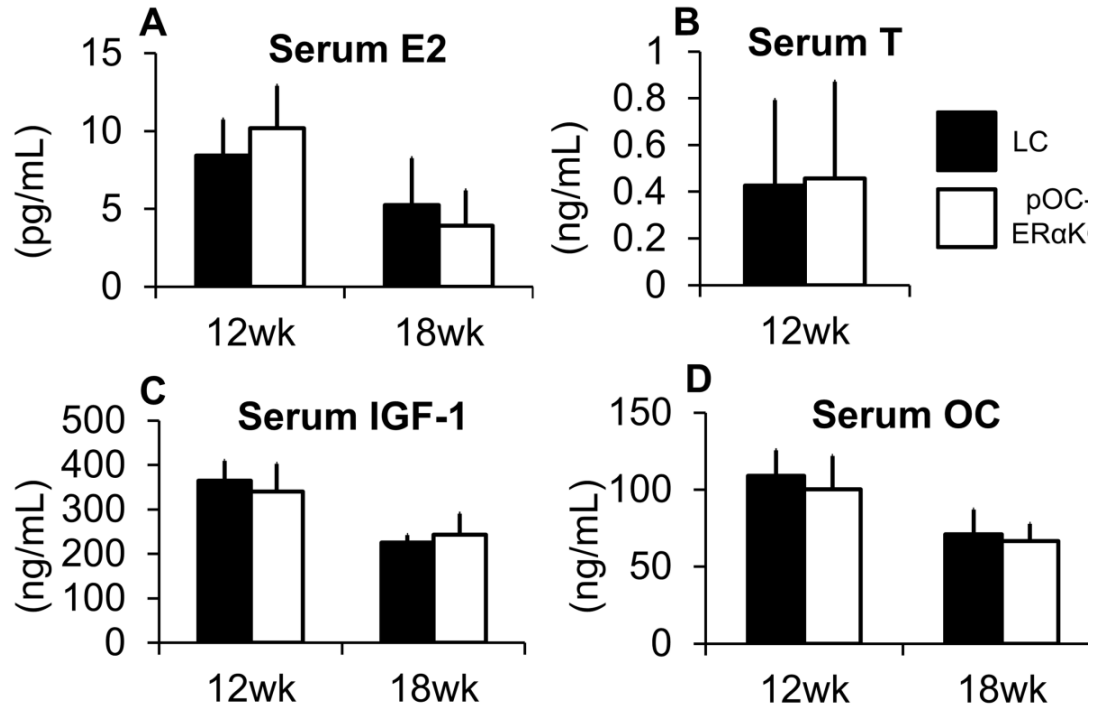 A
Serum E2
(pg/mL)
15
10
5
0
12wk
18wk
B
Serum T
(ng/mL)
1
0.8
0.6
0.4
0.2
0
12wk
LC
pOC-
ERαK
C
Serum IGF-1
(ng/mL)
500
400
300
200
100
0
12wk
18wk
D
Serum OC
(ng/mL)
150
100
50
0
12wk
18wk